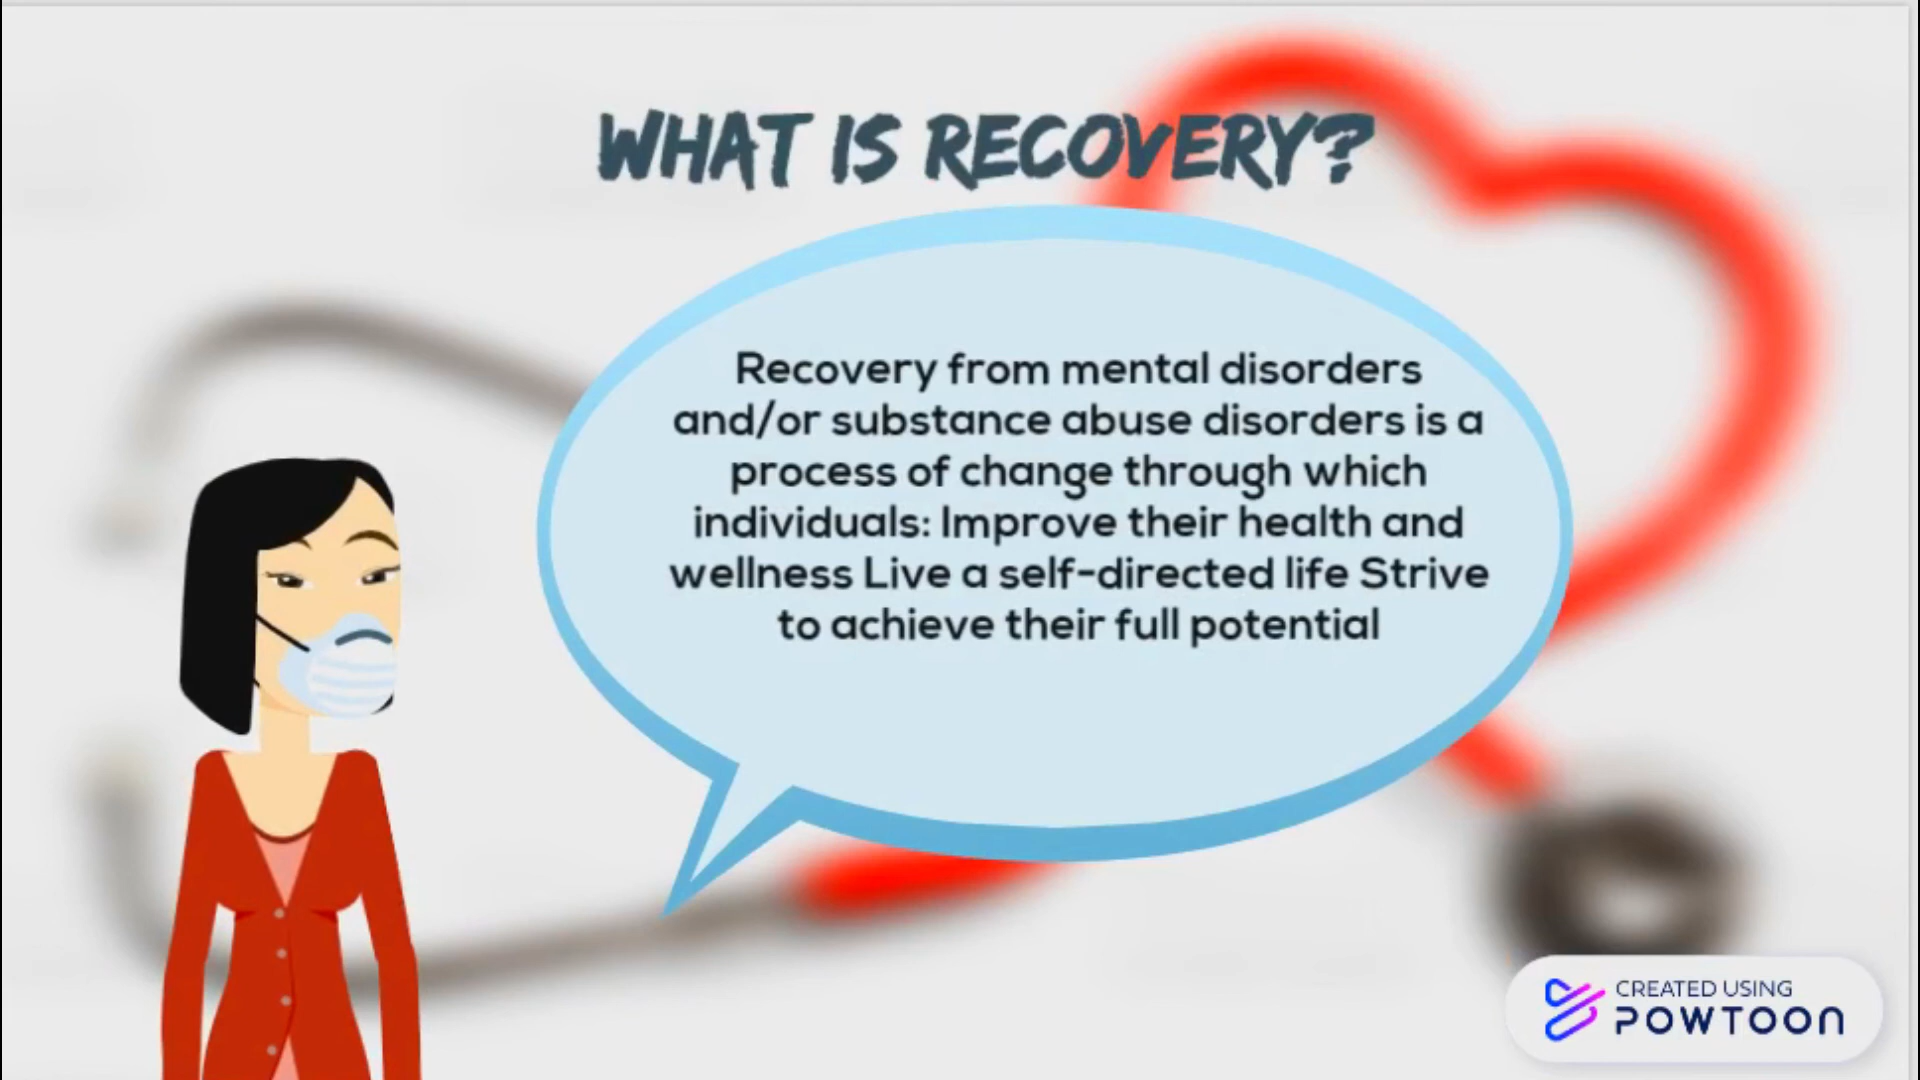 WHAT IS RECOVERY?
Recovery from mental disorders
and/or substance abuse disorders is a
process of change through which
individuals: Improve their health and
wellness Live a self-directed life Strive
to achieve their full potential
CREATED USING
POWTOON